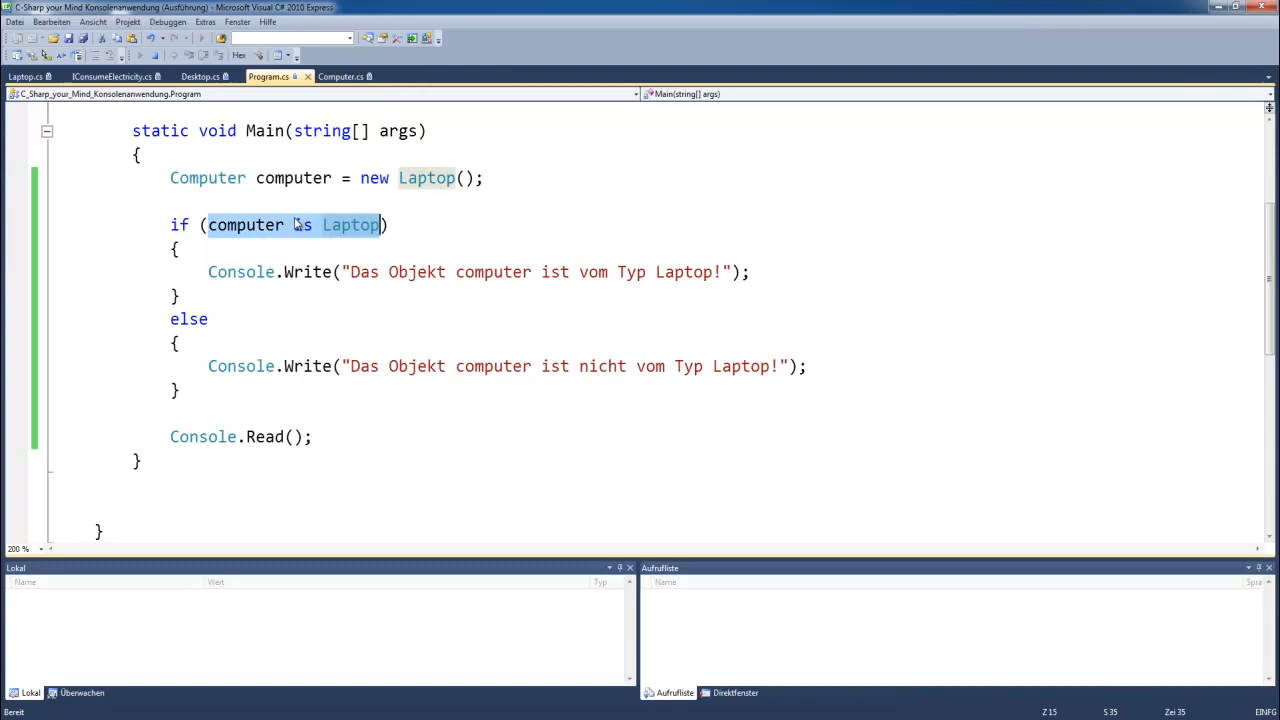 C-Sharp your Mind Konsolenanwendung (Ausführung) - Microsoft Visual C# 2010 Express
Datei Bearbeiten Ansicht Projekt Debuggen Extras Fenster Hilfe
Hex
Laptop.cs IConsumeElectricity.cs Desktop.cs Program.cs Computer.cs
C_Sharp_your_Mind_Konsolenanwendung.Program Main(string[] args)
static void Main(string[] args)
{
Computer computer = new Laptop();
if (computer is Laptop)
{
Console.Write("Das Objekt computer ist vom Typ Laptop!");
}
else
{
Console.Write("Das Objekt computer ist nicht vom Typ Laptop!");
}
Console.Read();
}
}
200 %
Lokal Aufrufliste
Name Wert Typ Name Spra
Lokal Überwachen Aufrufliste Direktfenster
Bereit Z 15 S 35 Zei 35 EINFG